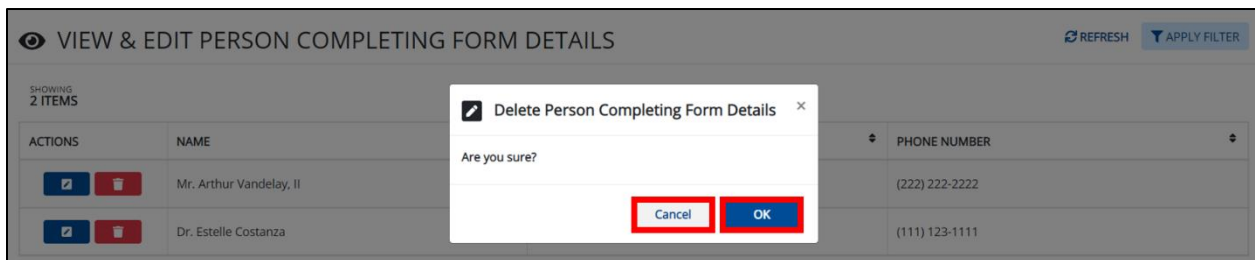 VIEW & EDIT PERSON COMPLETING FORM DETAILS
REFRESH
APPLY FILTER
SHOWING
2 ITEMS
Delete Person Completing Form Details ×
Are you sure?
Cancel OK
ACTIONS NAME PHONE NUMBER
Mr. Arthur Vandelay, II (222) 222-2222
Dr. Estelle Costanza (111) 123-1111